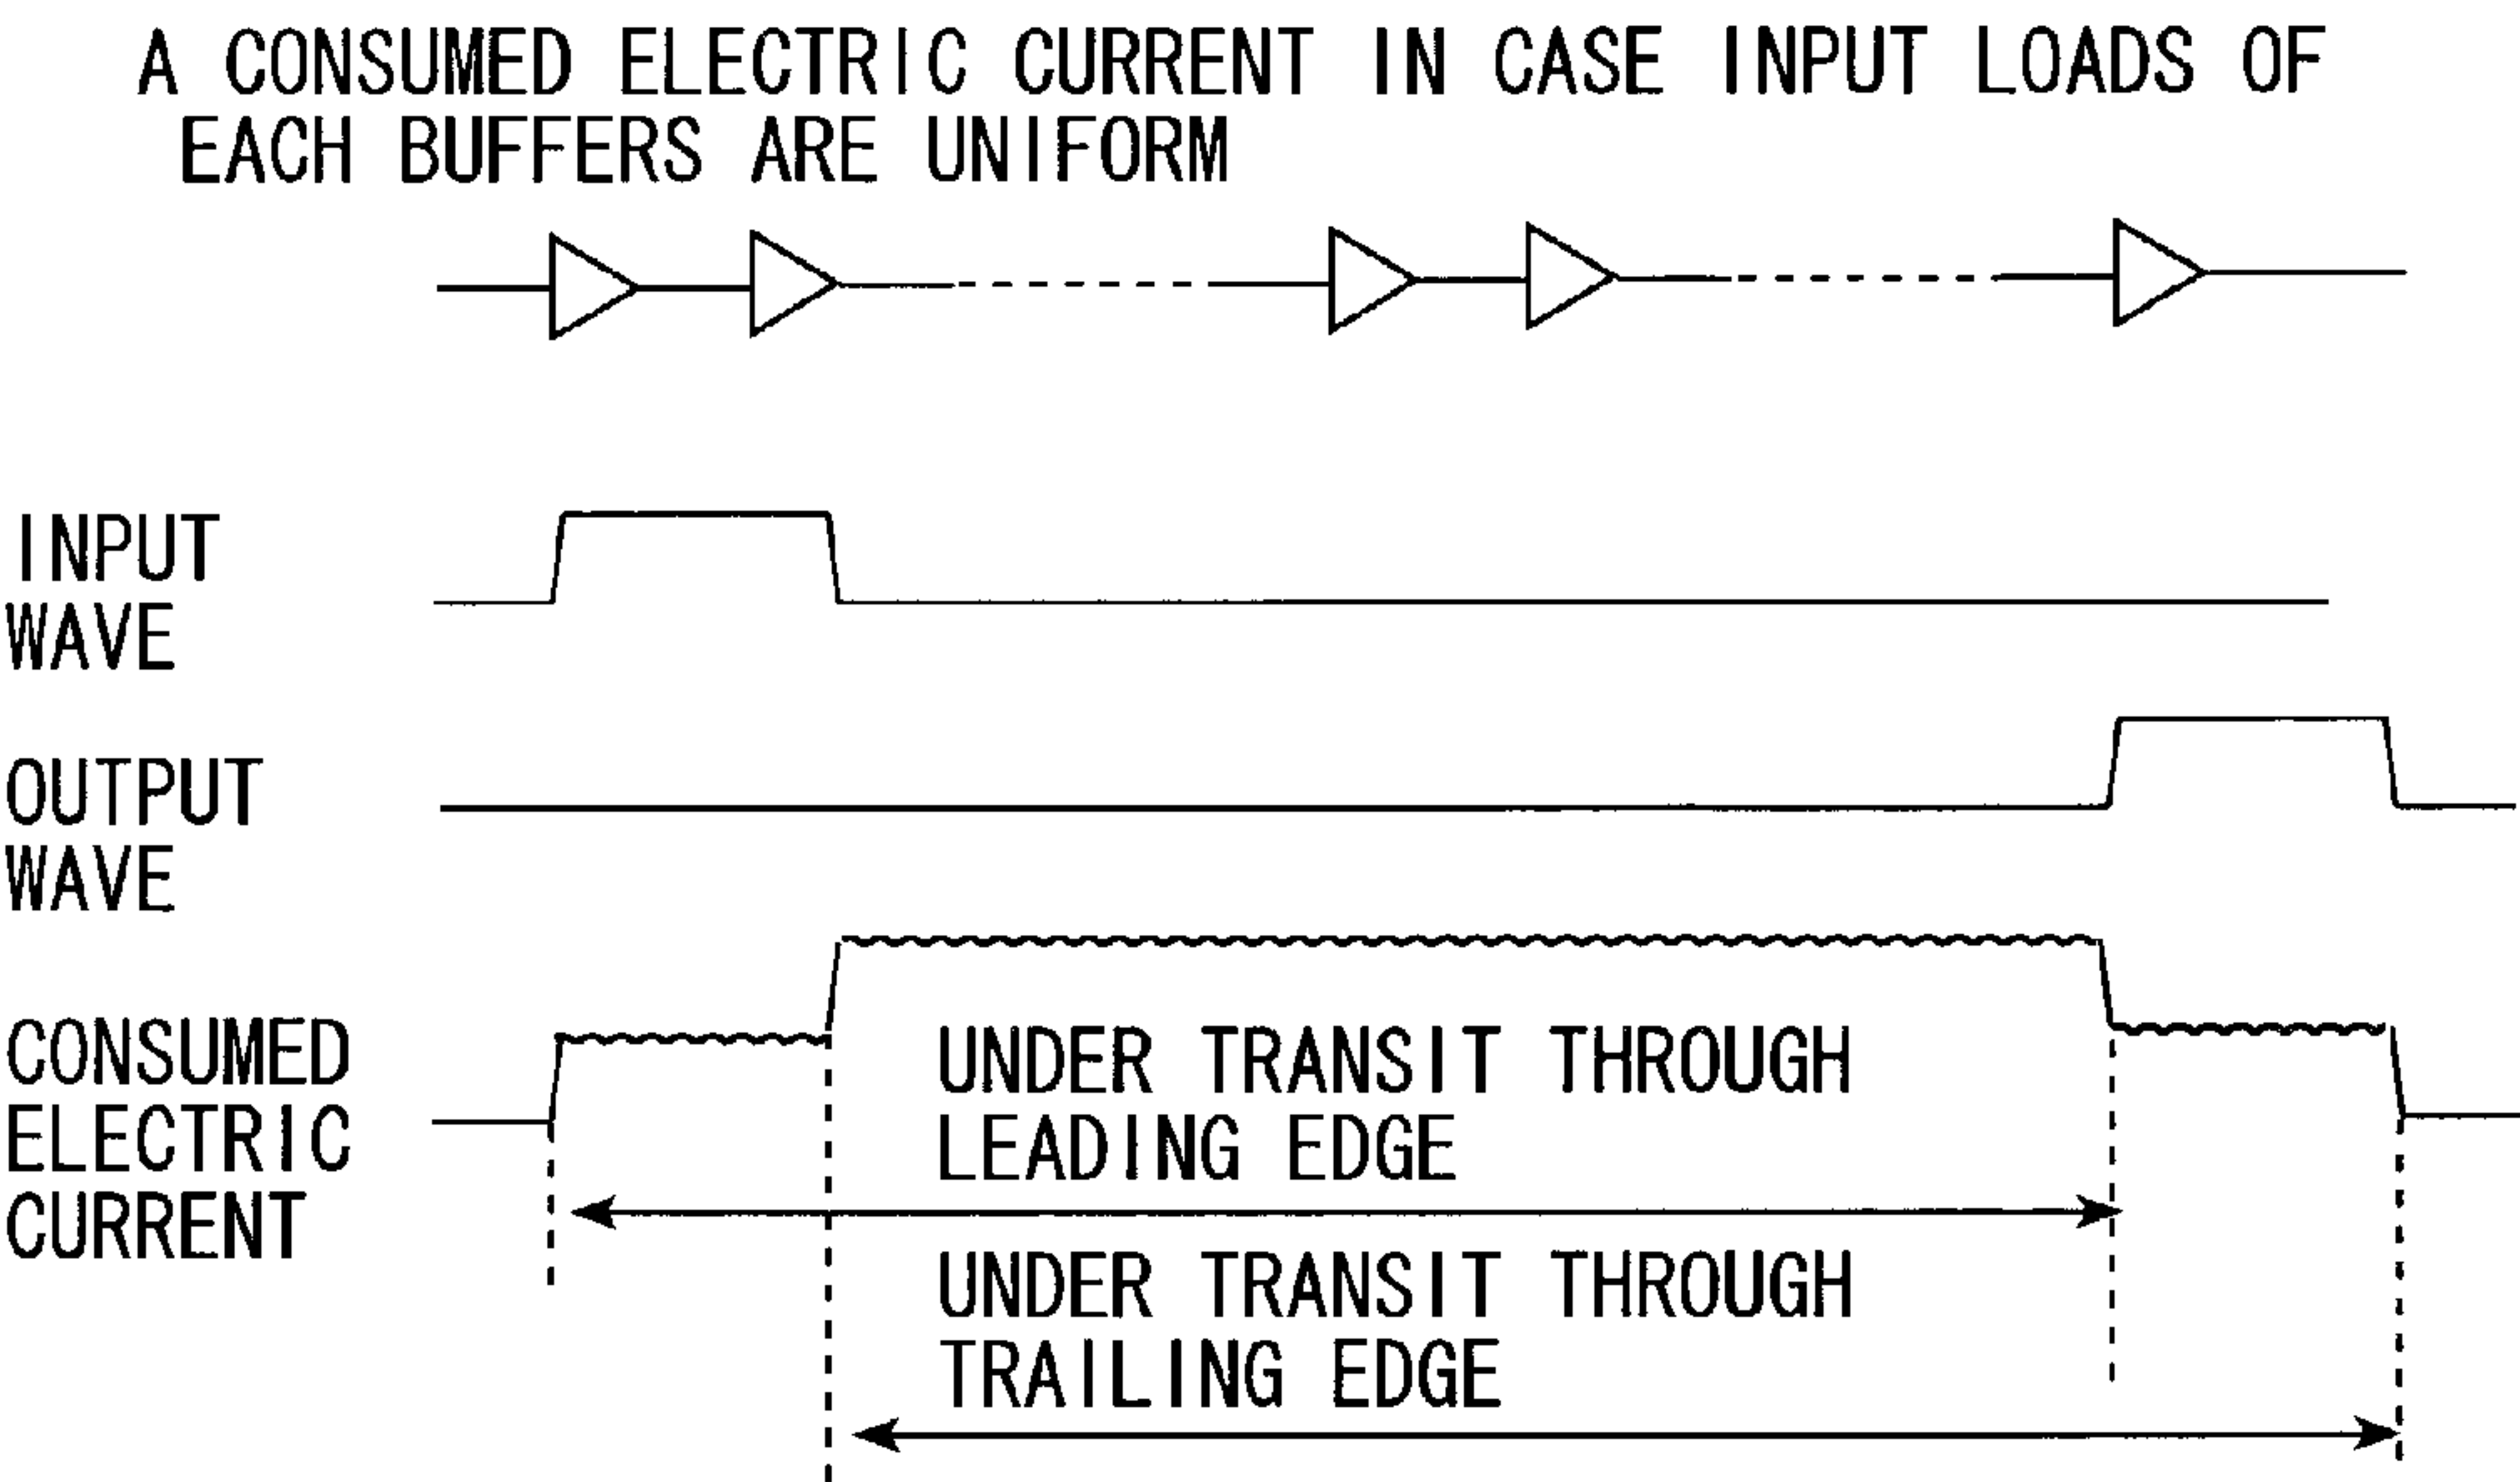 A CONSUMED ELECTRIC CURRENT IN CASE INPUT LOADS OF
EACH BUFFERS ARE UNIFORM
INPUT
WAVE
OUTPUT
WAVE
CONSUMED
ELECTRIC
CURRENT
UNDER TRANSIT THROUGH
LEADING EDGE
UNDER TRANSIT THROUGH
TRAILING EDGE